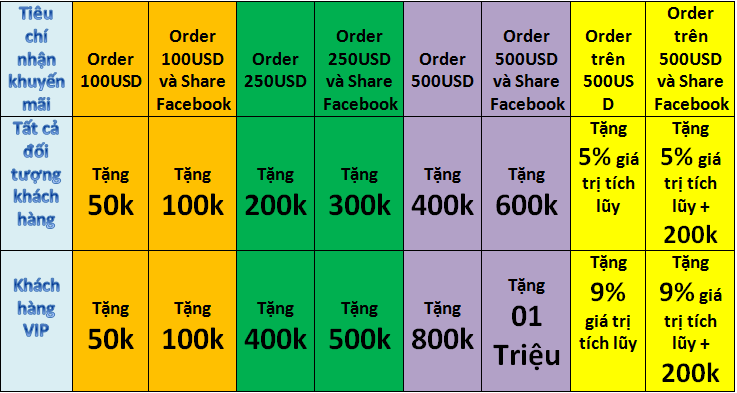 Tiêu
chí
nhận
khuyến
mãi
Order
100USD
Order
100USD
và Share
Facebook
Order
250USD
Order
250USD
và Share
Facebook
Order
500USD
Order
500USD
và Share
Facebook
Order
trên
500US
D
Order
trên
500USD
và Share
Facebook
Tất cả
đối
tượng
khách
hàng
Tặng
50k
Tặng
100k
Tặng
200k
Tặng
300k
Tặng
400k
Tặng
600k
Tặng
5% giá
trị tích
lũy
Tặng
5% giá
trị tích
lũy +
200k
Khách
hàng
VIP
Tặng
50k
Tặng
100k
Tặng
400k
Tặng
500k
Tặng
800k
Tặng
01
Triệu
Tặng
9%
giá trị
tích lũy
Tặng
9% giá
trị tích
lũy +
200k